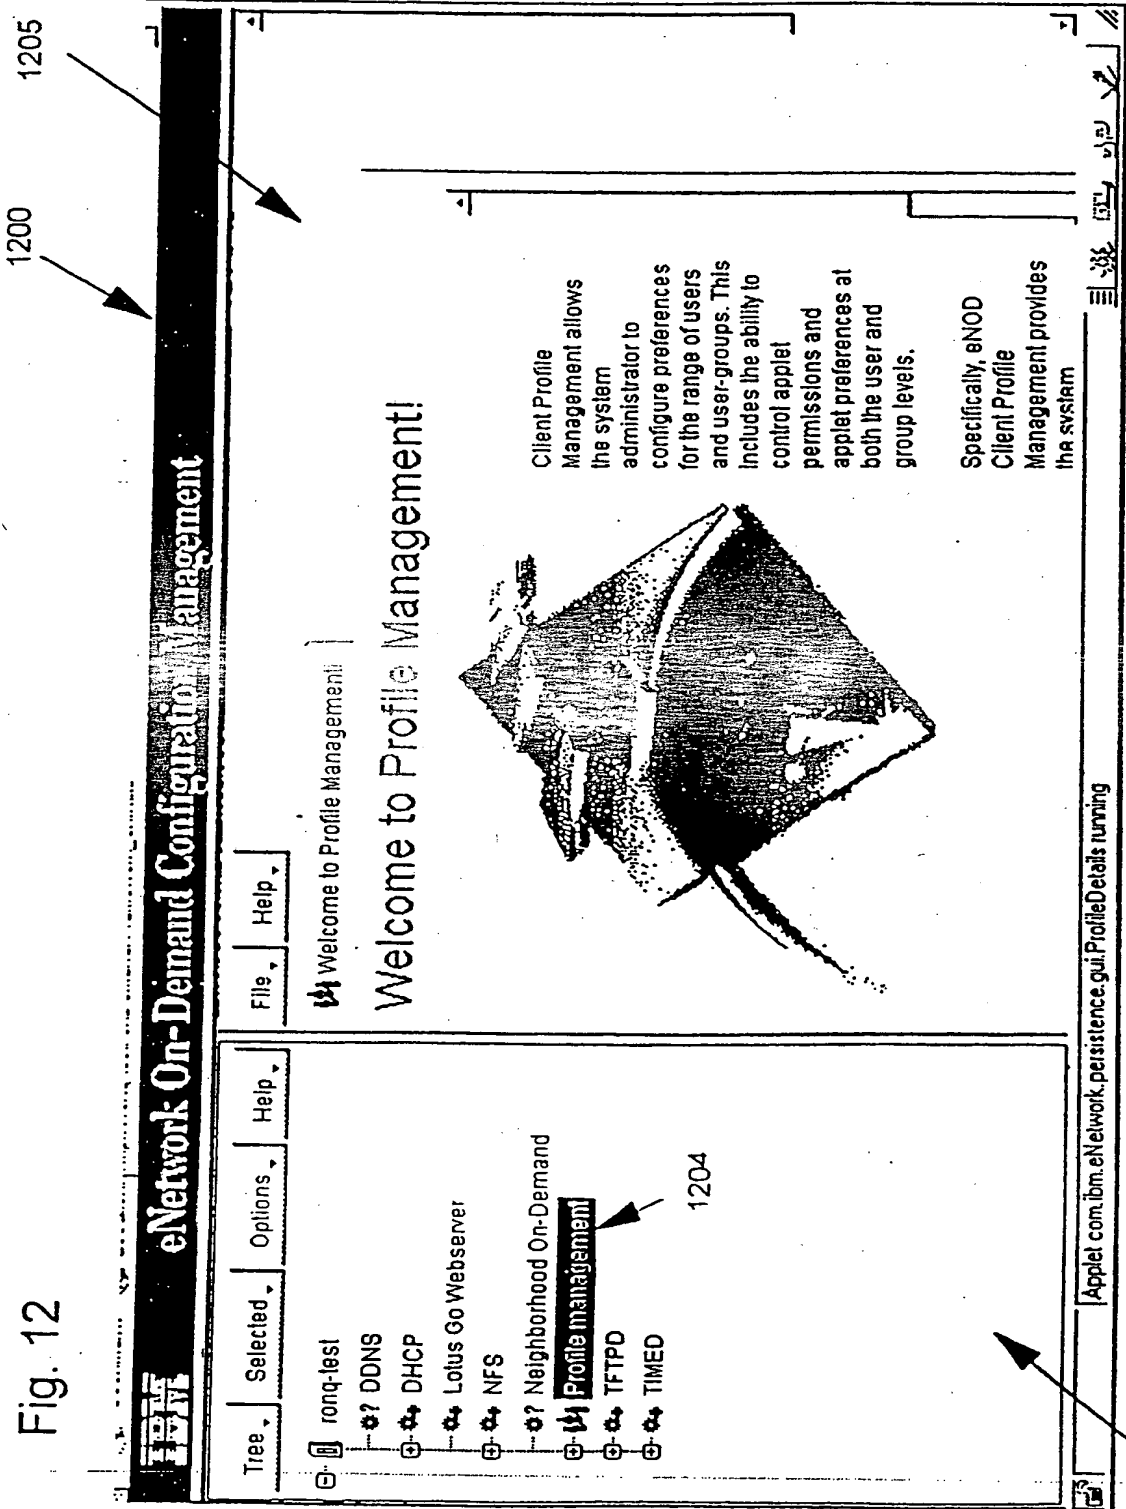 Fig. 12
1200
1205
IBM
eNetwork On-Demand Configuration Management
Tree Selected Options Help
File Help
ronq-test
? DDNS
DHCP
Lotus Go Webserver
NFS
? Neighborhood On-Demand
Profile management
TFTPD
TIMED
1204
Welcome to Profile Management!
Welcome to Profile Management!
Client Profile
Management allows
the system
administrator to
configure preferences
for the range of users
and user-groups. This
includes the ability to
control applet
permissions and
applet preferences at
both the user and
group levels.
Specifically, eNOD
Client Profile
Management provides
the system
Applet com.ibm.eNetwork.persistence.gui.ProfileDetails running